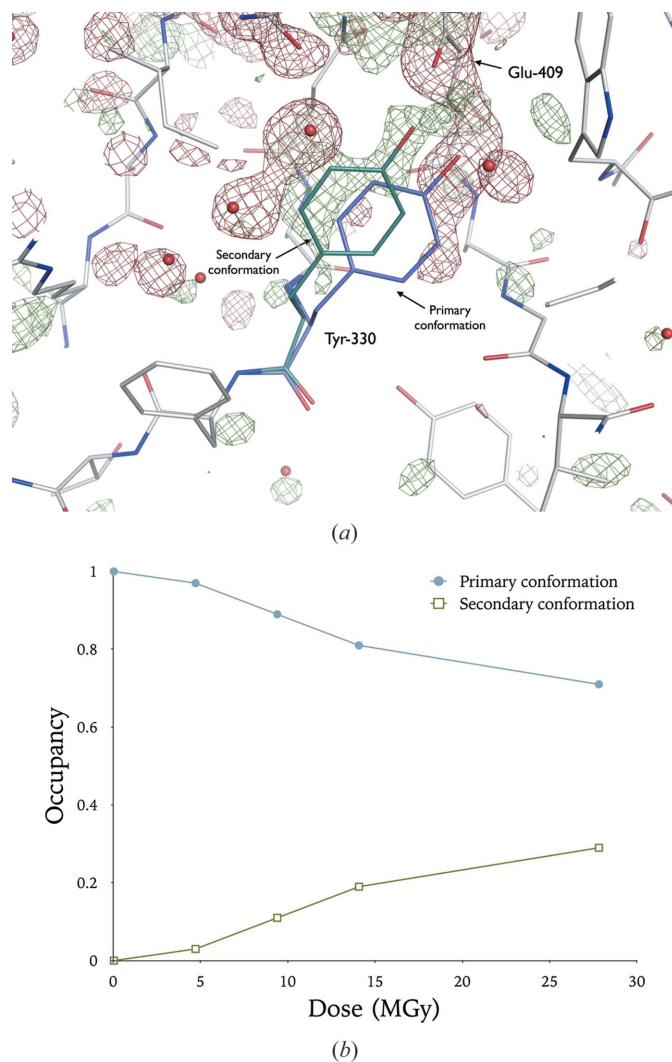 Glu-409
Secondary
conformation
Primary
conformation
Tyr-330
(a)
1
Primary conformation
Secondary conformation
0.8
0.6
Occupancy
0.4
0.2
0
0 5 10 15 20 25 30
Dose (MGy)
(b)